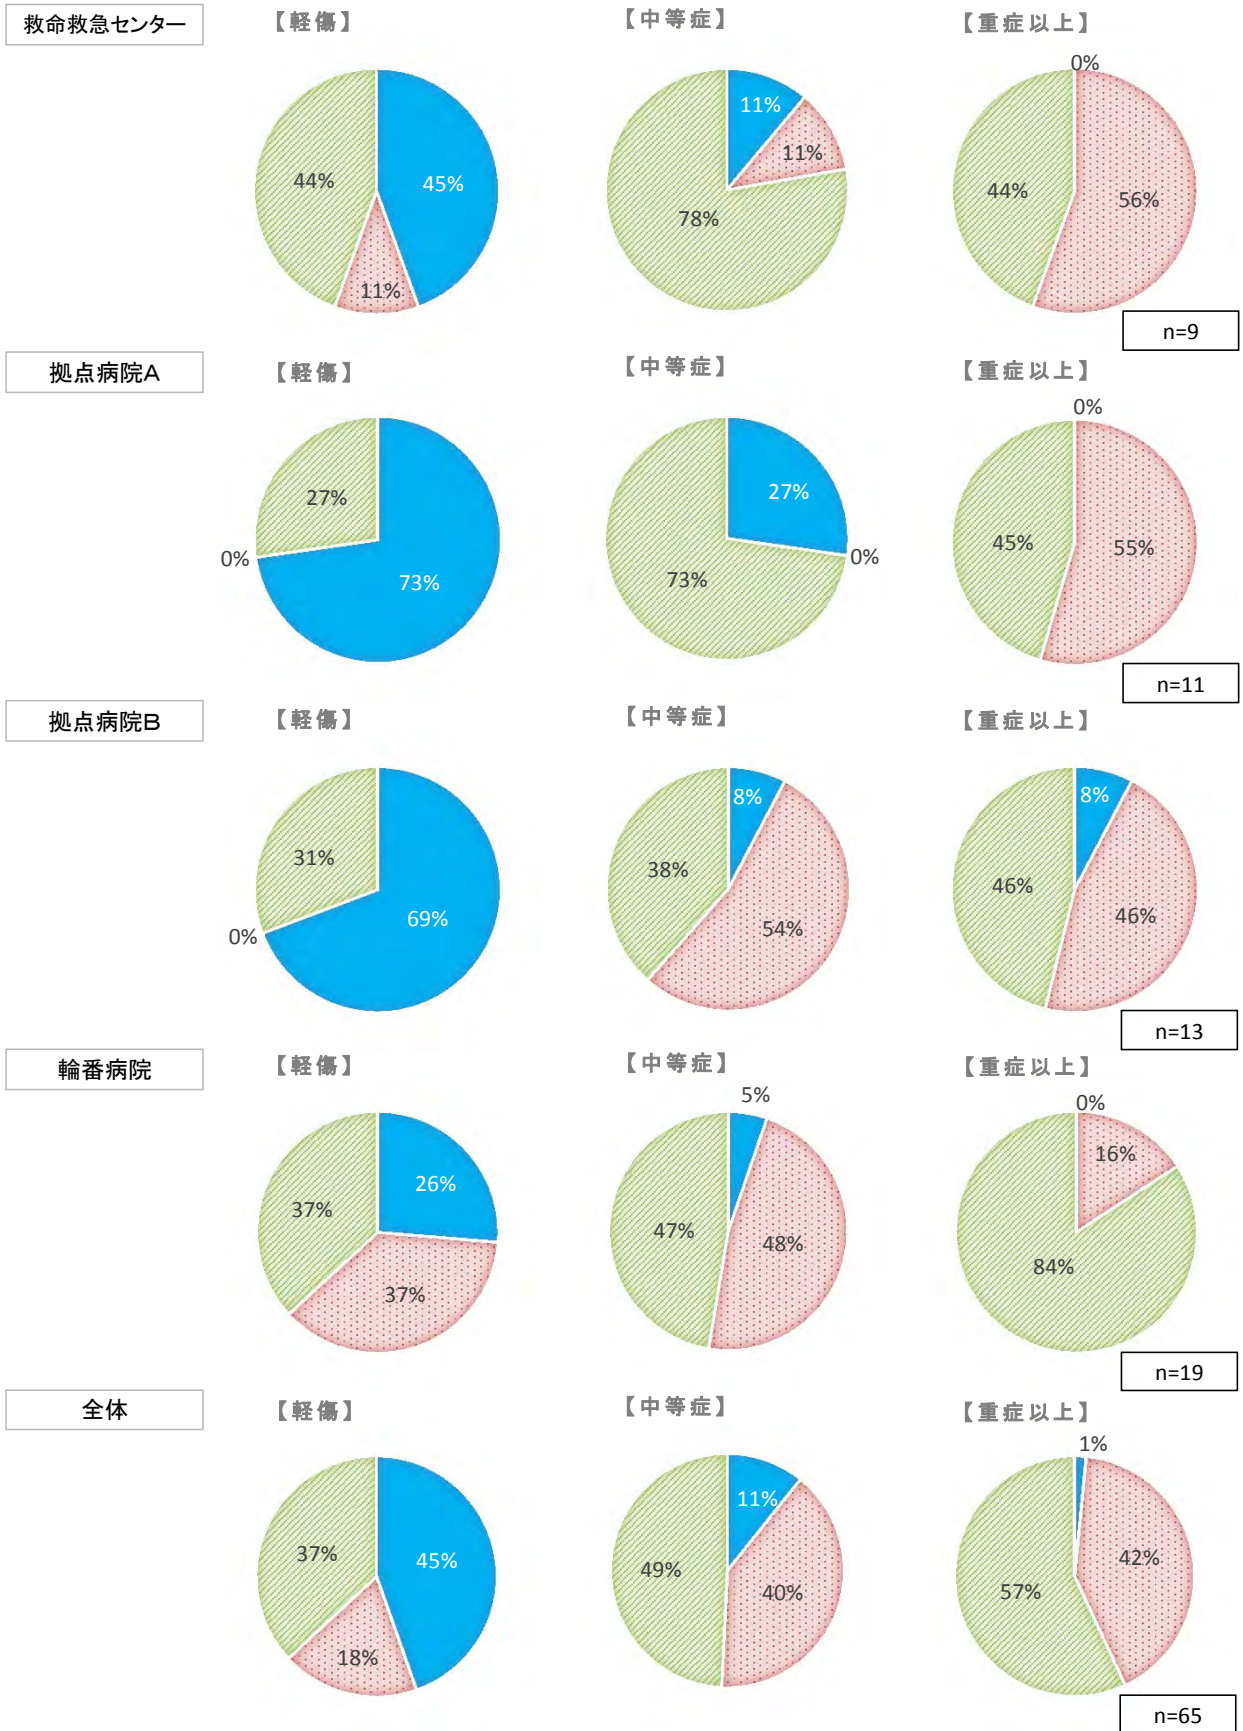 救命救急センター
【軽傷】
【中等症】
【重症以上】
44%
45%
11%
11%
11%
78%
0%
44%
56%
n=9
拠点病院A
【軽傷】
【中等症】
【重症以上】
27%
0%
73%
27%
0%
73%
0%
45%
55%
n=11
拠点病院B
【軽傷】
【中等症】
【重症以上】
31%
0%
69%
8%
38%
54%
8%
46%
46%
n=13
輪番病院
【軽傷】
【中等症】
【重症以上】
26%
37%
37%
5%
47%
48%
0%
16%
84%
n=19
全体
【軽傷】
【中等症】
【重症以上】
37%
45%
18%
11%
49%
40%
1%
42%
57%
n=65